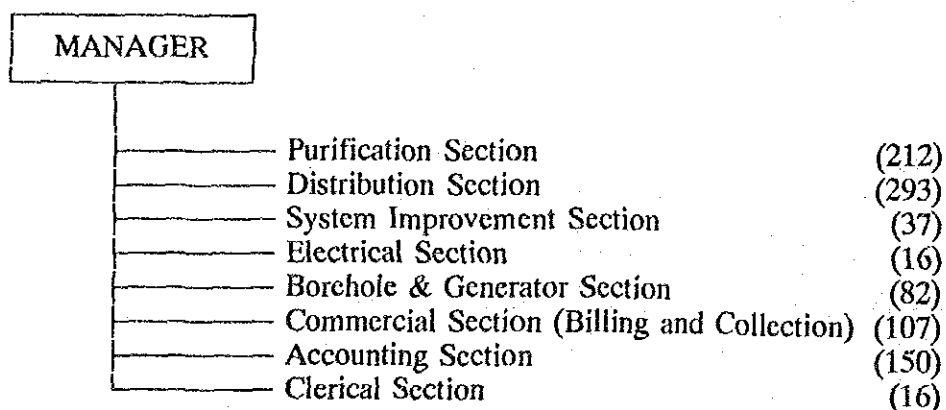 MANAGER
Purification Section (212)
Distribution Section (293)
System Improvement Section (37)
Electrical Section (16)
Borehole & Generator Section (82)
Commercial Section (Billing and Collection) (107)
Accounting Section (150)
Clerical Section (16)